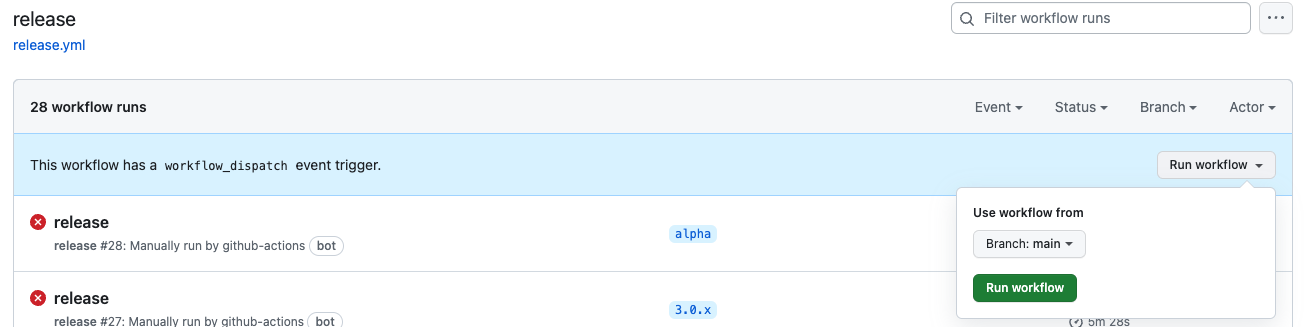 release
Filter workflow runs
release.yml
28 workflow runs
Event
Status
Branch
Actor
This workflow has a workflow_dispatch event trigger.
Run workflow
Use workflow from
Branch: main
Run workflow
release
release #28: Manually run by github-actions bot
alpha
release
release #27: Manually run by github-actions bot
3.0.x
5m 28s